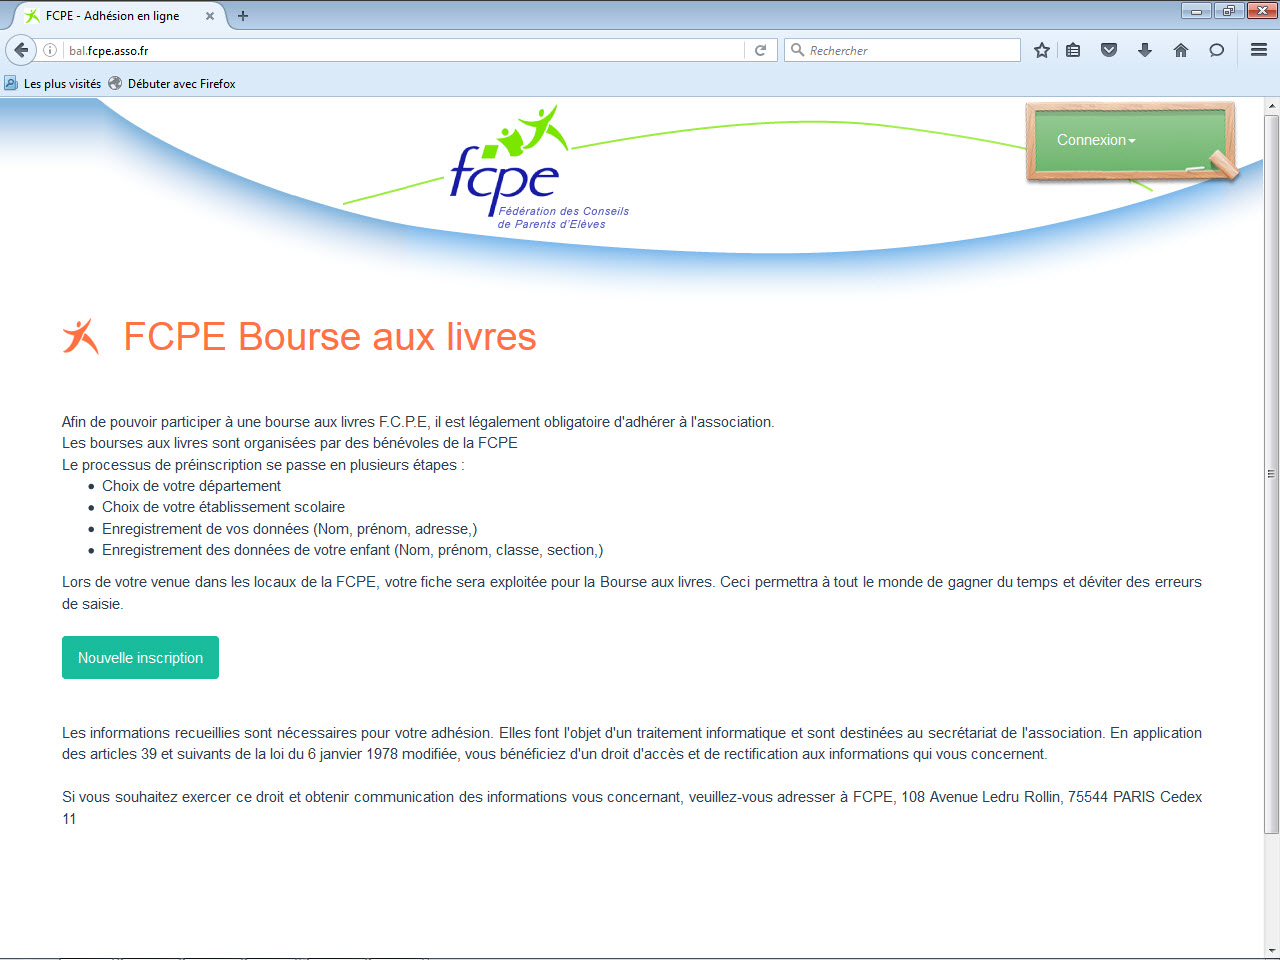 FCPE - Adhésion en ligne
bal.fcpe.asso.fr
Rechercher
Les plus visités
Débuter avec Firefox
Connexion
fcpe
Fédération des Conseils
de Parents d'Elèves
FCPE Bourse aux livres
Afin de pouvoir participer à une bourse aux livres F.C.P.E, il est légalement obligatoire d'adhérer à l'association.
Les bourses aux livres sont organisées par des bénévoles de la FCPE
Le processus de préinscription se passe en plusieurs étapes :
• Choix de votre département
• Choix de votre établissement scolaire
• Enregistrement de vos données (Nom, prénom, adresse,)
• Enregistrement des données de votre enfant (Nom, prénom, classe, section,)
Lors de votre venue dans les locaux de la FCPE, votre fiche sera exploitée pour la Bourse aux livres. Ceci permettra à tout le monde de gagner du temps et déviter des erreurs
de saisie.
Nouvelle inscription
Les informations recueillies sont nécessaires pour votre adhésion. Elles font l'objet d'un traitement informatique et sont destinées au secrétariat de l'association. En application
des articles 39 et suivants de la loi du 6 janvier 1978 modifiée, vous bénéficiez d'un droit d'accès et de rectification aux informations qui vous concernent.
Si vous souhaitez exercer ce droit et obtenir communication des informations vous concernant, veuillez-vous adresser à FCPE, 108 Avenue Ledru Rollin, 75544 PARIS Cedex
11